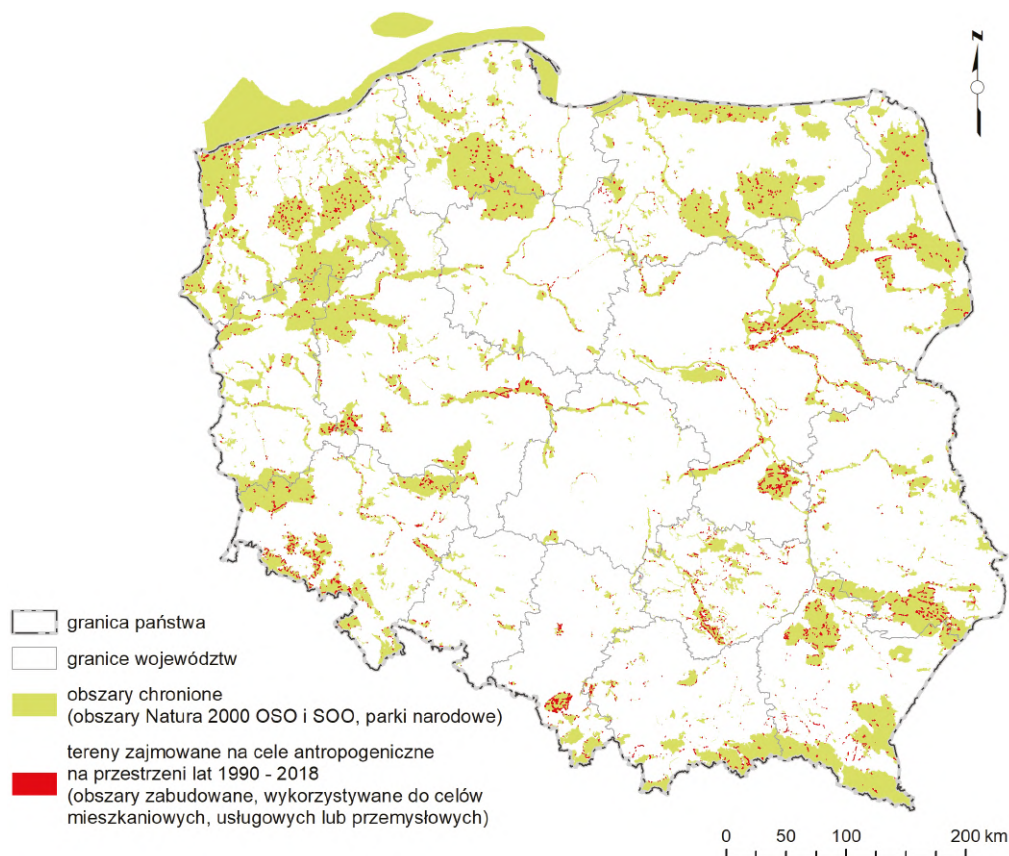 N
granica państwa
granice województw
obszary chronione
(obszary Natura 2000 OSO i SOO, parki narodowe)
tereny zajmowane na cele antropogeniczne
na przestrzeni lat 1990 - 2018
(obszary zabudowane, wykorzystywane do celów
mieszkaniowych, usługowych lub przemysłowych)
0 50 100 200 km